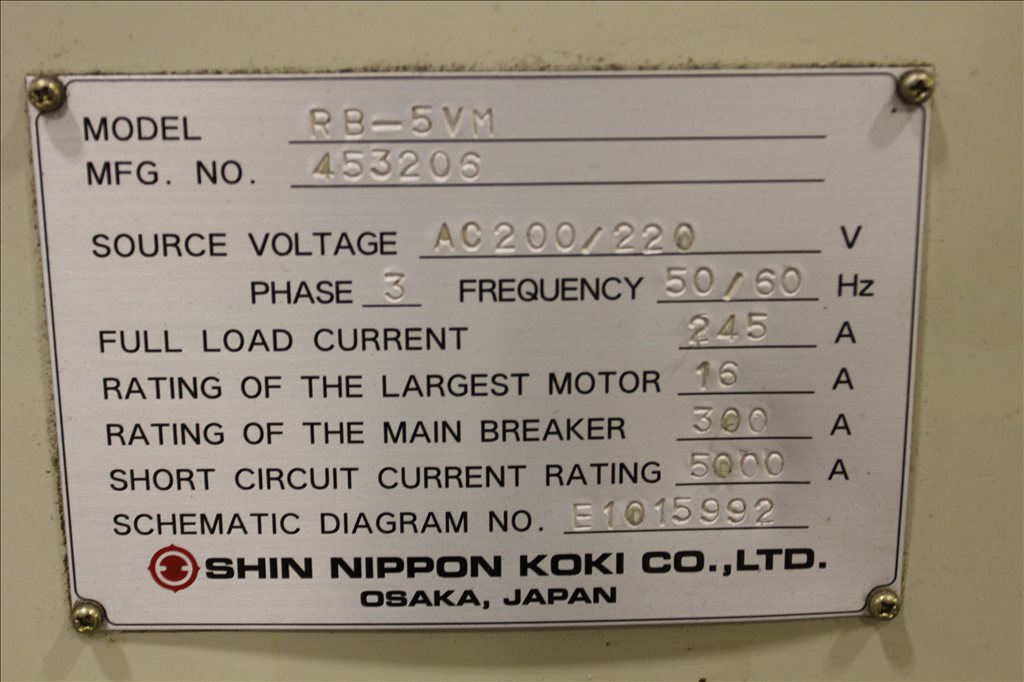 MODEL RB-5VM
MFG. NO. 453206
SOURCE VOLTAGE AC200/220 V
PHASE 3 FREQUENCY 50/60 Hz
FULL LOAD CURRENT 245 A
RATING OF THE LARGEST MOTOR 16 A
RATING OF THE MAIN BREAKER 300 A
SHORT CIRCUIT CURRENT RATING 5000 A
SCHEMATIC DIAGRAM NO. E1015992
SHIN NIPPON KOKI CO.,LTD.
OSAKA, JAPAN